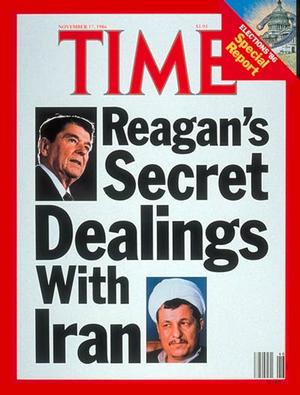 NOVEMBER 17, 1986
$1.95
ELECTIONS '86
Special
Report
TIME
Reagan's
Secret
Dealings
With
Iran